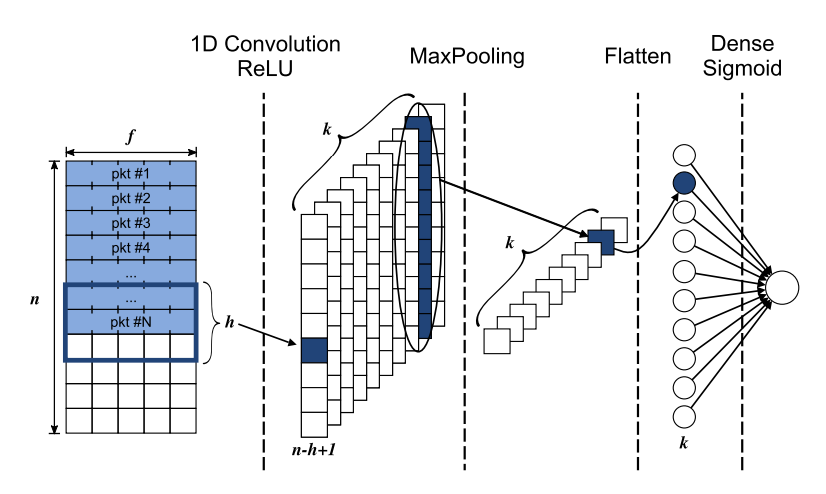 1D Convolution
ReLU
MaxPooling
Flatten
Dense
Sigmoid
f
n
pkt #1
pkt #2
pkt #3
pkt #4
...
...
pkt #N
h
k
n-h+1
k
k